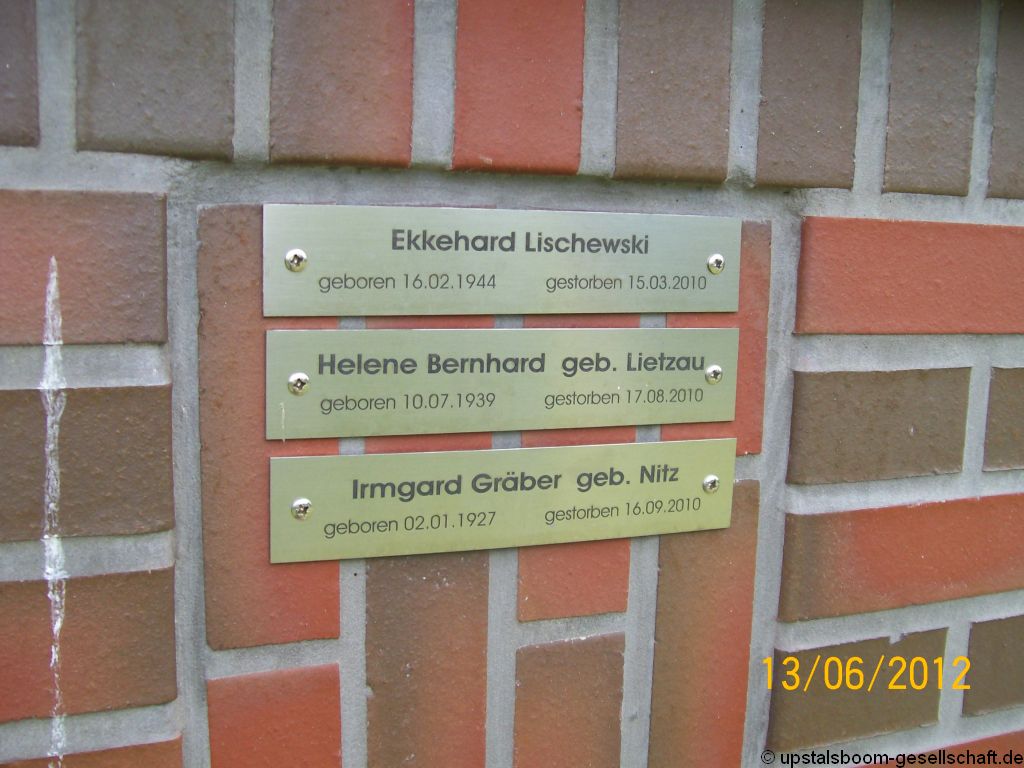 Ekkehard Lischewski
geboren 16.02.1944 gestorben 15.03.2010
Helene Bernhard geb. Lietzau
geboren 10.07.1939 gestorben 17.08.2010
Irmgard Gräber geb. Nitz
geboren 02.01.1927 gestorben 16.09.2010
13/06/2012
© upstalsboom-gesellschaft.de